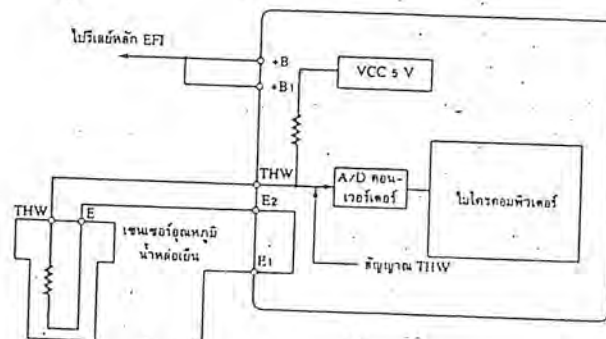 ไปรีเลย์หลัก EFI
+B
+B1
VCC 5 V
THW
A/D คอน-
เวอร์เตอร์
ไมโครคอมพิวเตอร์
E2
THW
E
เซนเซอร์อุณหภูมิ
น้ำหล่อเย็น
E1
สัญญาณ THW